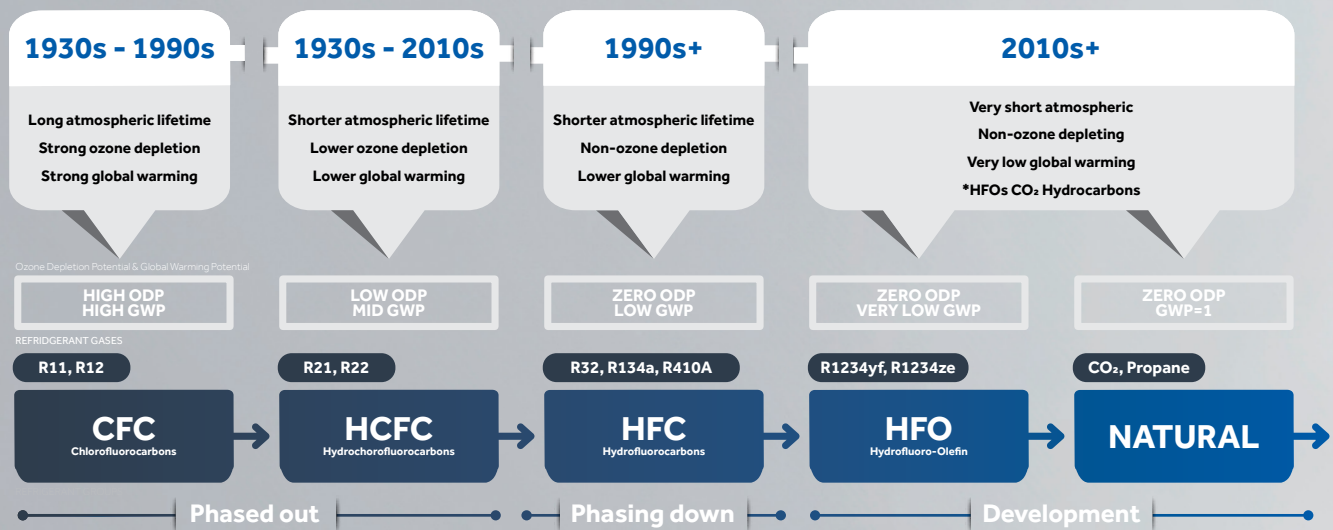 1930s - 1990s
Long atmospheric lifetime
Strong ozone depletion
Strong global warming
1930s - 2010s
Shorter atmospheric lifetime
Lower ozone depletion
Lower global warming
1990s+
Shorter atmospheric lifetime
Non-ozone depletion
Lower global warming
2010s+
Very short atmospheric
Non-ozone depleting
Very low global warming
*HFOs CO₂ Hydrocarbons
Ozone Depletion Potential & Global Warming Potential
HIGH ODP
HIGH GWP
LOW ODP
MID GWP
ZERO ODP
LOW GWP
ZERO ODP
VERY LOW GWP
ZERO ODP
GWP=1
REFRIDGERANT GASES
R11, R12
R21, R22
R32, R134a, R410A
R1234yf, R1234ze
CO₂, Propane
CFC
Chlorofluorocarbons
HCFC
Hydrochorofluorocarbons
HFC
Hydrofluorocarbons
HFO
Hydrofluoro-Olefin
NATURAL
Phased out
Phasing down
Development